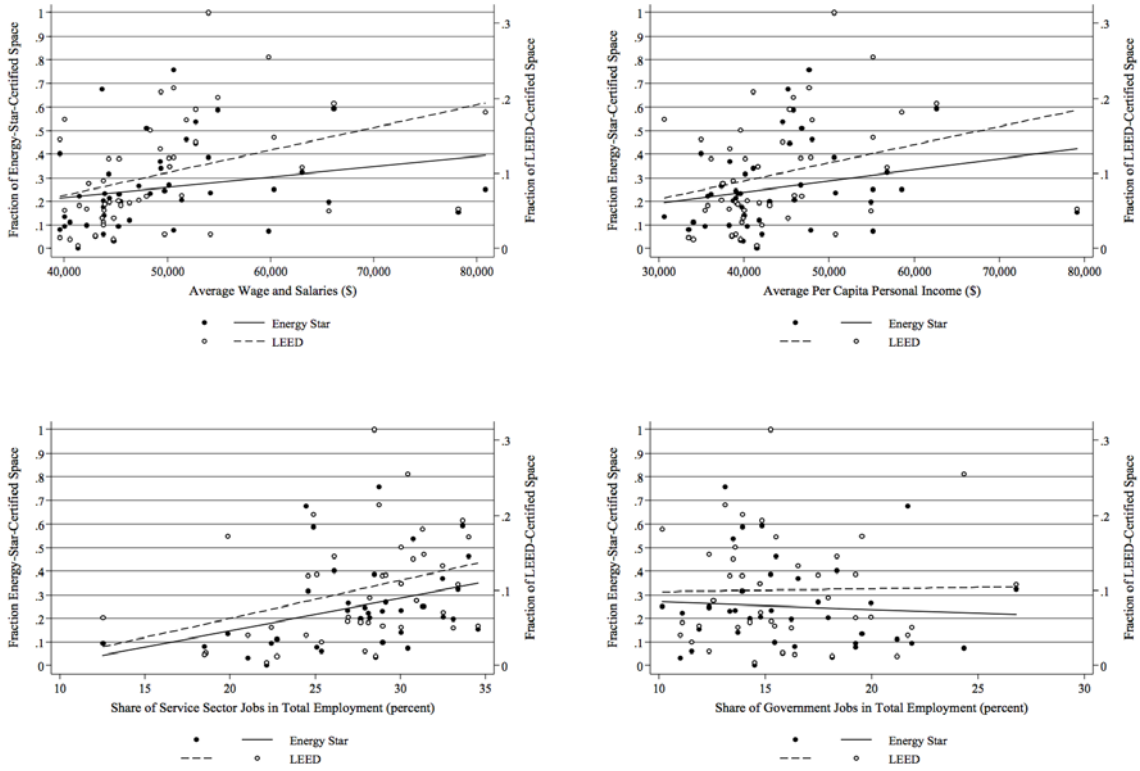 Fraction of Energy-Star-Certified Space
1
.9
.8
.7
.6
.5
.4
.3
.2
.1
0
.3
.2
.1
0
Fraction of LEED-Certified Space
40,000 50,000 60,000 70,000 80,000
Average Wage and Salaries ($)
Energy Star
LEED
Fraction Energy-Star-Certified Space
1
.9
.8
.7
.6
.5
.4
.3
.2
.1
0
.3
.2
.1
0
Fraction of LEED-Certified Space
30,000 40,000 50,000 60,000 70,000 80,000
Average Per Capita Personal Income ($)
Energy Star
LEED
Fraction Energy-Star-Certified Space
1
.9
.8
.7
.6
.5
.4
.3
.2
.1
0
.3
.2
.1
0
Fraction of LEED-Certified Space
10 15 20 25 30 35
Share of Service Sector Jobs in Total Employment (percent)
Energy Star
LEED
Fraction Energy-Star-Certified Space
1
.9
.8
.7
.6
.5
.4
.3
.2
.1
0
.3
.2
.1
0
Fraction of LEED-Certified Space
10 15 20 25 30
Share of Government Jobs in Total Employment (percent)
Energy Star
LEED